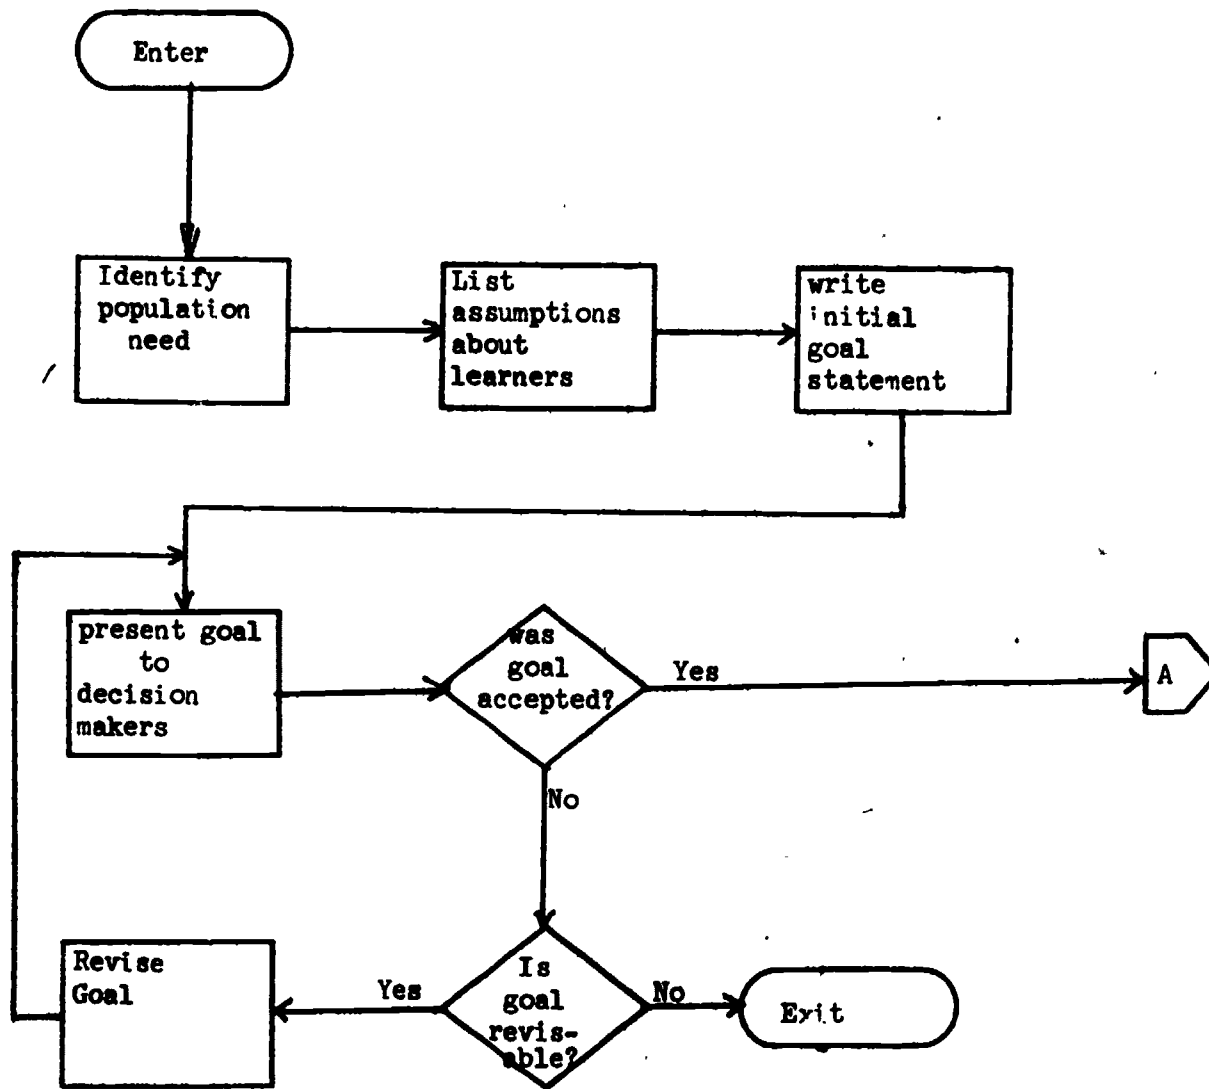 Enter
Identify
population
need
List
assumptions
about
learners
write
initial
goal
statement
present goal
to
decision
makers
was
goal
accepted?
Yes
A
No
Revise
Goal
Yes
Is
goal
revis-
able?
No
Exit